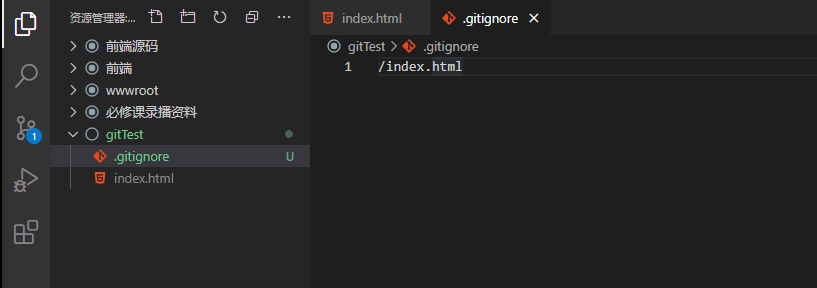 资源管理器:...
index.html
.gitignore
前端源码
前端
wwwroot
必修课录播资料
gitTest
.gitignore U
index.html
1
gitTest > .gitignore
1 /index.html